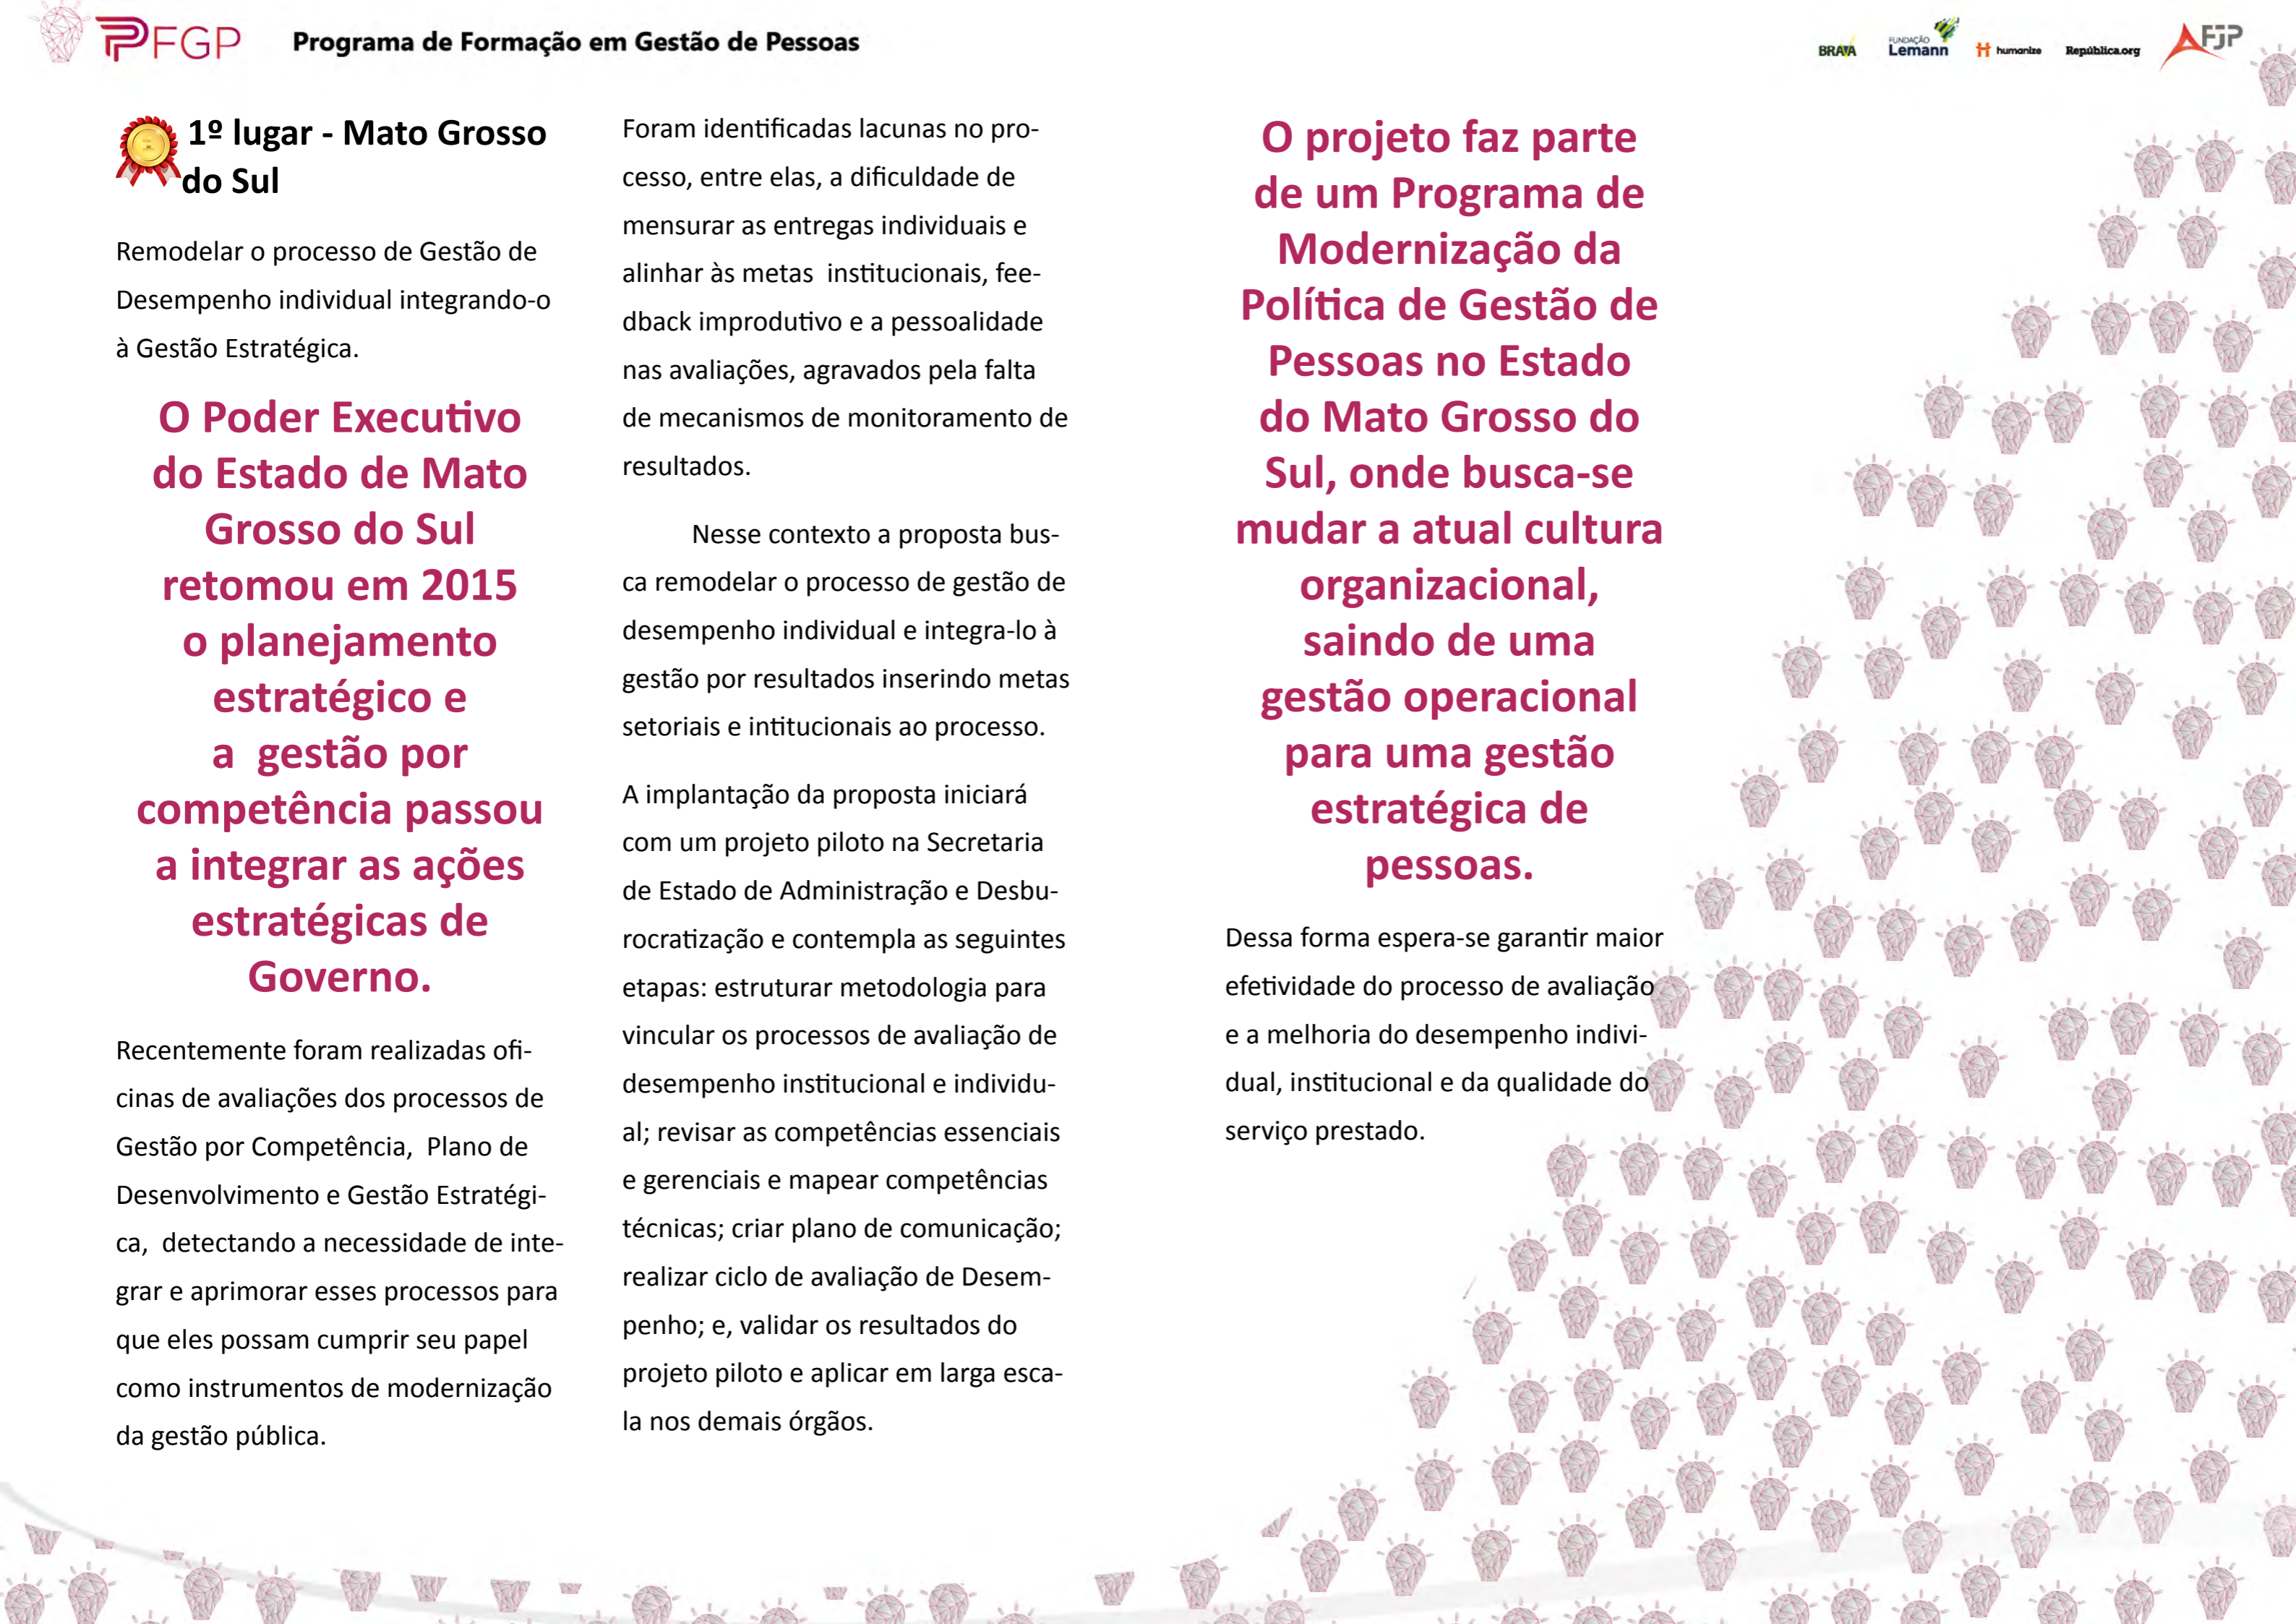 PFGP
Programa de Formação em Gestão de Pessoas
BRAVA
FUNDAÇÃO
Lemann
humanize
República.org
FJP
1º lugar - Mato Grosso
do Sul
Remodelar o processo de Gestão de
Desempenho individual integrando-o
à Gestão Estratégica.
O Poder Executivo
do Estado de Mato
Grosso do Sul
retomou em 2015
o planejamento
estratégico e
a  gestão por
competência passou
a integrar as ações
estratégicas de
Governo.
Recentemente foram realizadas ofi-
cinas de avaliações dos processos de
Gestão por Competência,  Plano de
Desenvolvimento e Gestão Estratégi-
ca,  detectando a necessidade de inte-
grar e aprimorar esses processos para
que eles possam cumprir seu papel
como instrumentos de modernização
da gestão pública.
Foram identificadas lacunas no pro-
cesso, entre elas, a dificuldade de
mensurar as entregas individuais e
alinhar às metas  institucionais, fee-
dback improdutivo e a pessoalidade
nas avaliações, agravados pela falta
de mecanismos de monitoramento de
resultados.
Nesse contexto a proposta bus-
ca remodelar o processo de gestão de
desempenho individual e integra-lo à
gestão por resultados inserindo metas
setoriais e intitucionais ao processo.
A implantação da proposta iniciará
com um projeto piloto na Secretaria
de Estado de Administração e Desbu-
rocratização e contempla as seguintes
etapas: estruturar metodologia para
vincular os processos de avaliação de
desempenho institucional e individu-
al; revisar as competências essenciais
e gerenciais e mapear competências
técnicas; criar plano de comunicação;
realizar ciclo de avaliação de Desem-
penho; e, validar os resultados do
projeto piloto e aplicar em larga esca-
la nos demais órgãos.
O projeto faz parte
de um Programa de
Modernização da
Política de Gestão de
Pessoas no Estado
do Mato Grosso do
Sul, onde busca-se
mudar a atual cultura
organizacional,
saindo de uma
gestão operacional
para uma gestão
estratégica de
pessoas.
Dessa forma espera-se garantir maior
efetividade do processo de avaliação
e a melhoria do desempenho indivi-
dual, institucional e da qualidade do
serviço prestado.